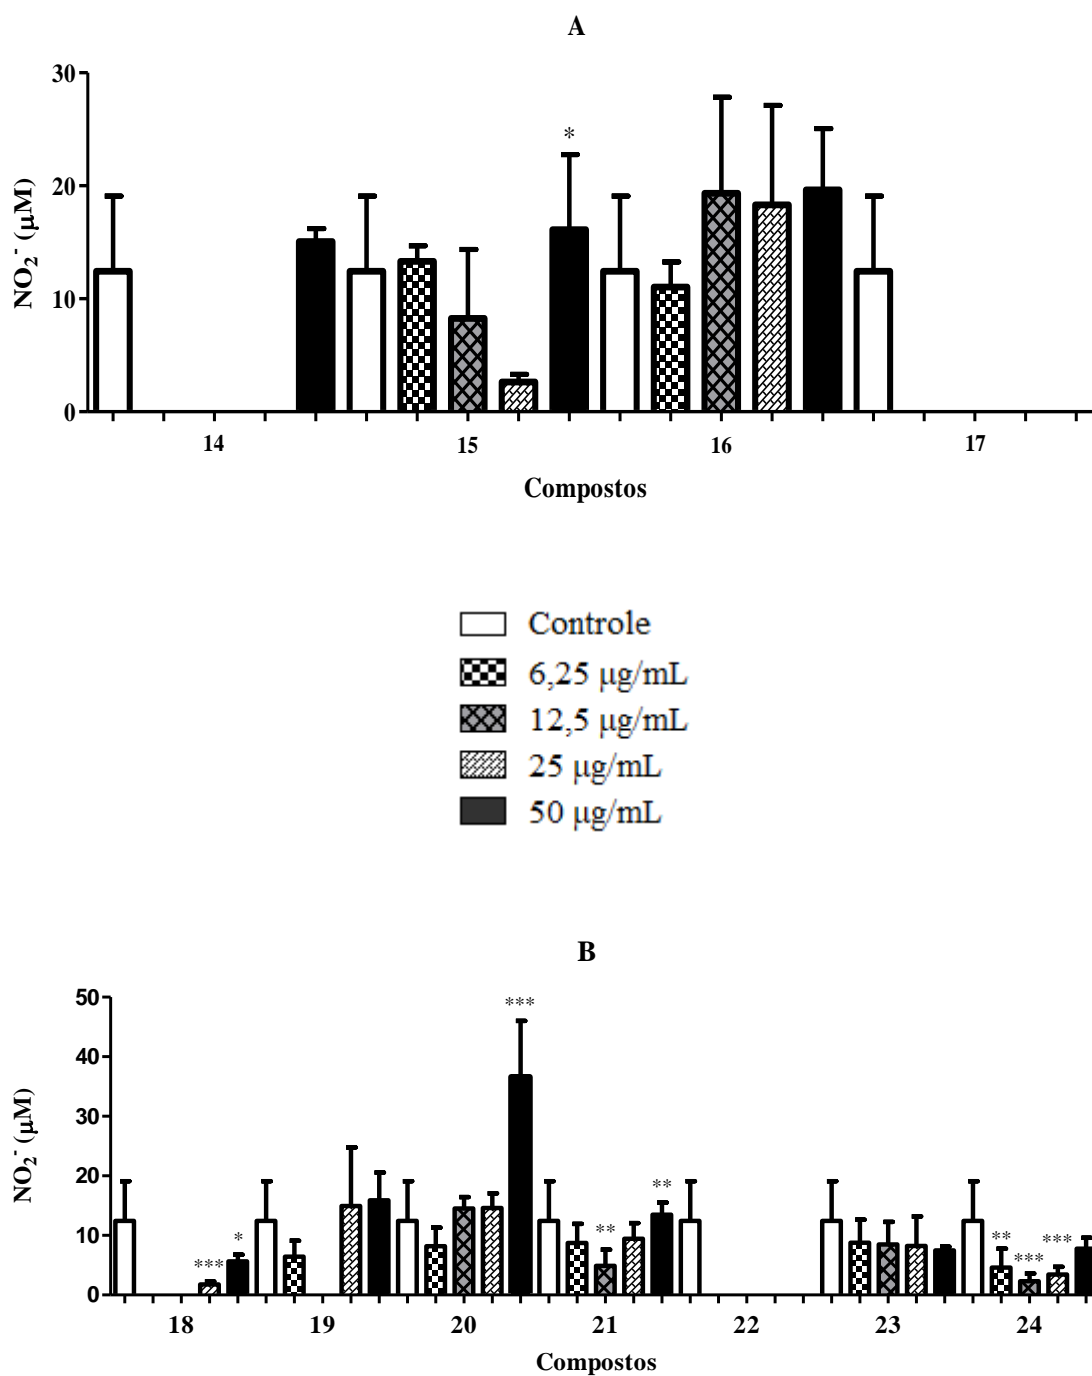 A
30
20
10
0
NO2- (μM)
*
14 15 16 17
Compostos
Controle
6,25 μg/mL
12,5 μg/mL
25 μg/mL
50 μg/mL
B
50
40
30
20
10
0
NO2- (μM)
***
*
***
**
**
**
***
***
18 19 20 21 22 23 24
Compostos